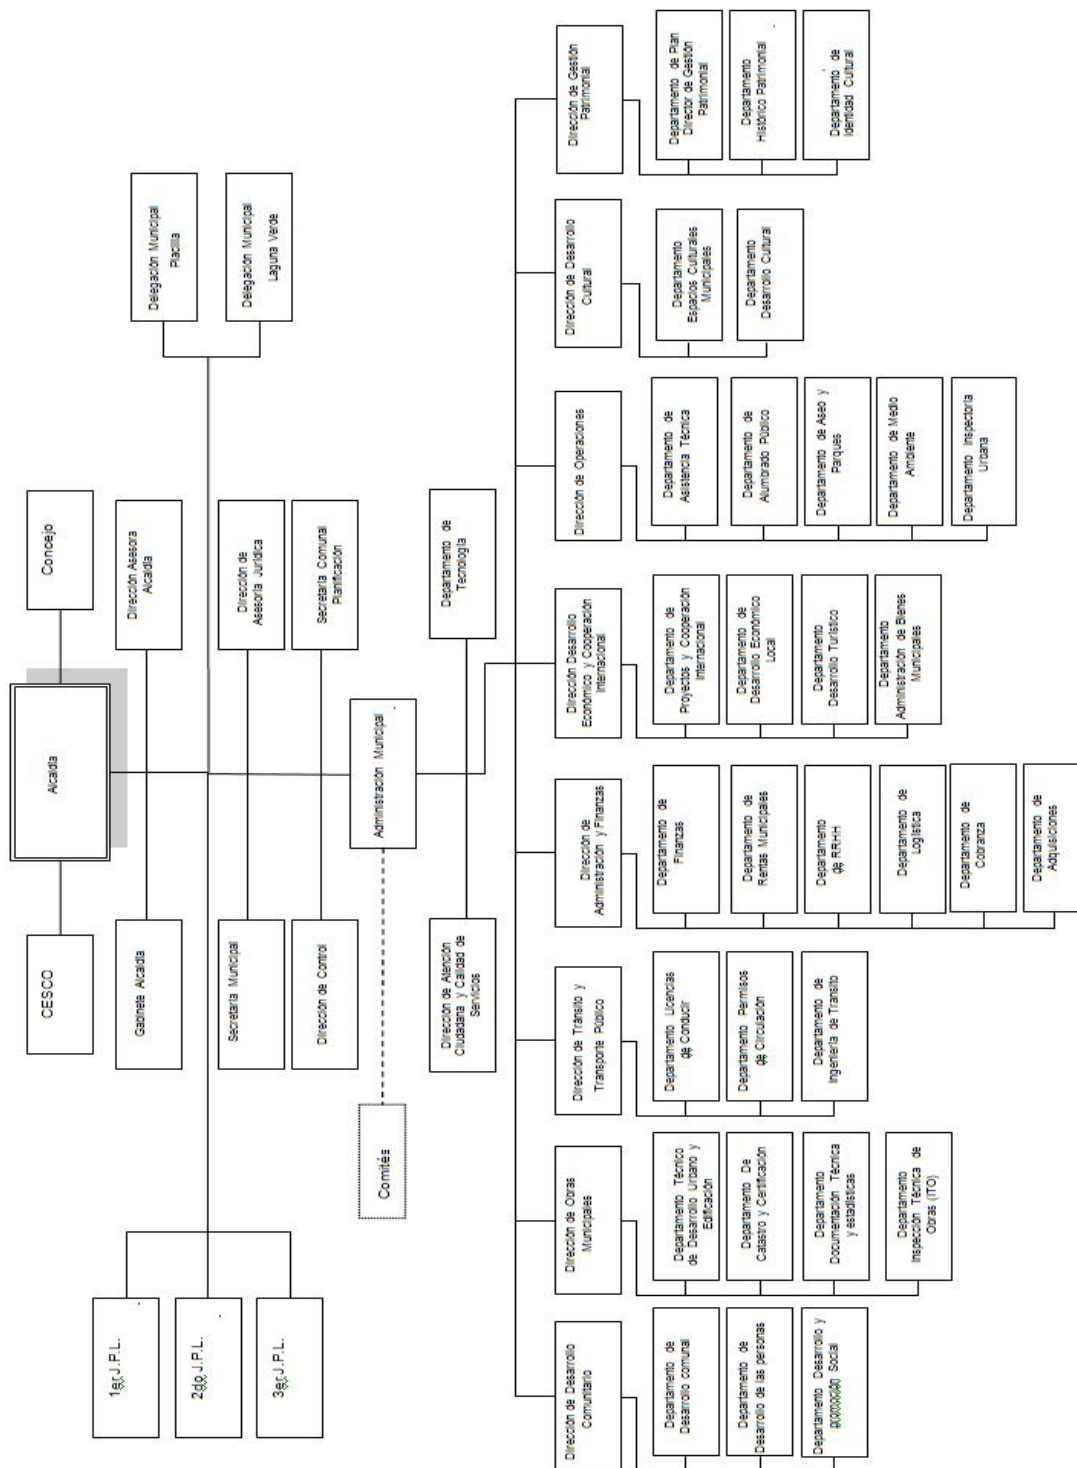 Alcaldía
CESCO
Concejo
Gabinete Alcaldía
Dirección Asesora
Alcaldía
Delegación Municipal
Placilla
Delegación Municipal
Laguna Verde
1er J.P.L.
2do J.P.L.
3er J.P.L.
Secretaría Municipal
Dirección de
Asesoría Jurídica
Dirección de Control
Secretaría Comunal
Planificación
Administración Municipal
Comités
Dirección de Atención
Ciudadana y Calidad de
Servicios
Departamento de
Tecnología
Dirección de Desarrollo
Comunitario
Departamento de
Desarrollo comunal
Departamento de
Desarrollo de las personas
Departamento Desarrollo y
promoción Social
Dirección de Obras
Municipales
Departamento Técnico
de Desarrollo Urbano y
Edificación
Departamento De
Catastro y Certificación
Departamento
Documentación Técnica
y estadísticas
Departamento
Inspección Técnica de
Obras (ITO)
Dirección de Tránsito y
Transporte Público
Departamento Licencias
de Conducir
Departamento Permisos
de Circulación
Departamento de
Ingeniería de Transito
Dirección de
Administración y Finanzas
Departamento de
Finanzas
Departamento de
Rentas Municipales
Departamento
de RRHH
Departamento de
Logística
Departamento de
Cobranza
Departamento de
Adquisiciones
Dirección Desarrollo
Económico y Cooperación
Internacional
Departamento de
Proyectos y Cooperación
Internacional
Departamento de
Desarrollo Económico
Local
Departamento
Desarrollo Turístico
Departamento
Administración de Bienes
Municipales
Dirección de Operaciones
Departamento de
Asistencia Técnica
Departamento de
Alumbrado Público
Departamento de Aseo y
Parques
Departamento de Medio
Ambiente
Departamento Inspectoría
Urbana
Dirección de Desarrollo
Cultural
Departamento
Espacios Culturales
Municipales
Departamento
Desarrollo Cultural
Dirección de Gestión
Patrimonial
Departamento de Plan
Director de Gestión
Patrimonial
Departamento
Histórico Patrimonial
Departamento de
Identidad Cultural